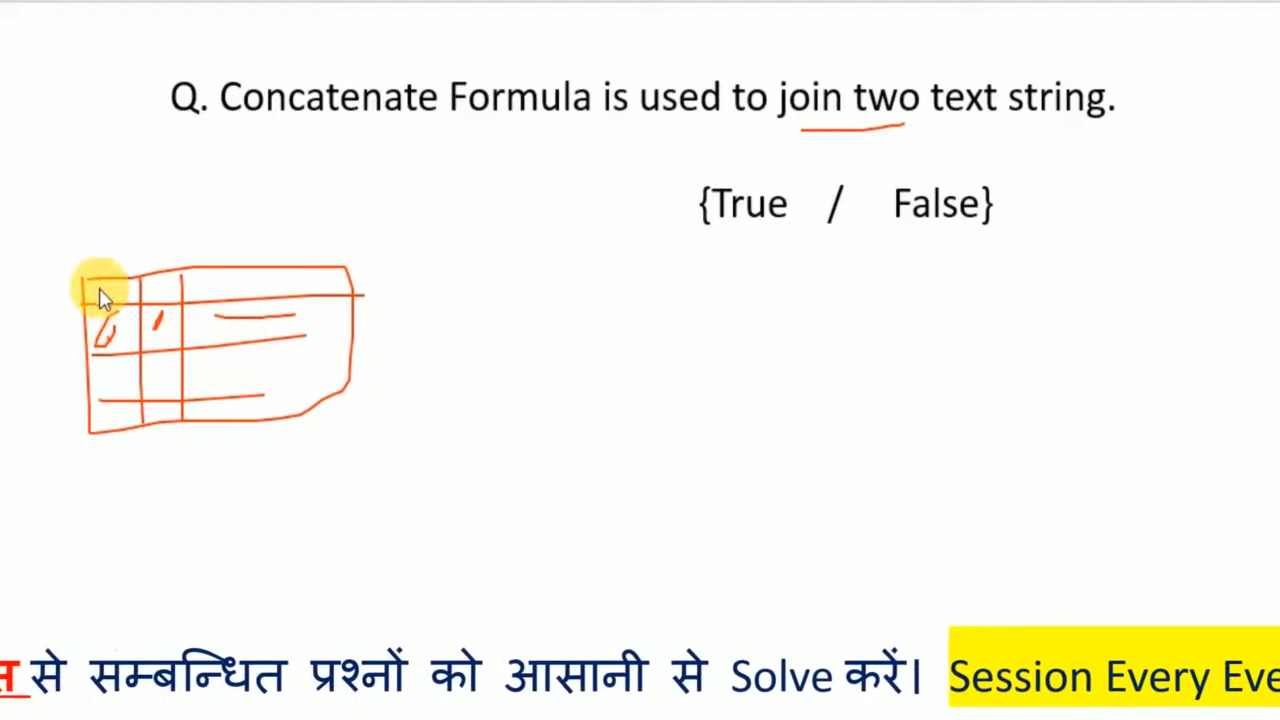 Q. Concatenate Formula is used to join two text string.
{True / False}
से सम्बन्धित प्रश्नों को आसानी से Solve करें। Session Every Eve